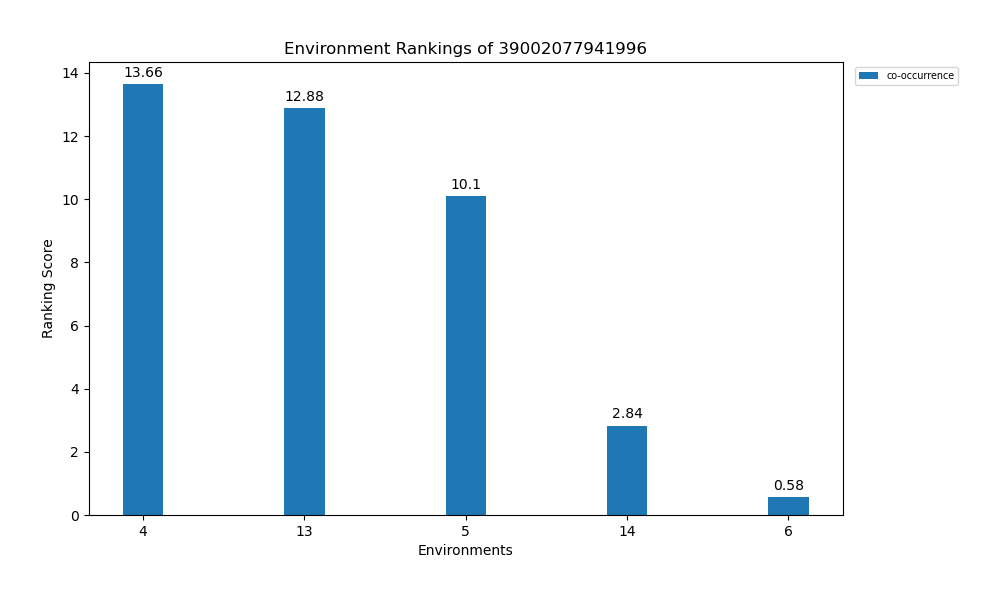 Environment Rankings of 39002077941996
co-occurrence
Ranking Score
14
12
10
8
6
4
2
0
13.66
12.88
10.1
2.84
0.58
4 13 5 14 6
Environments